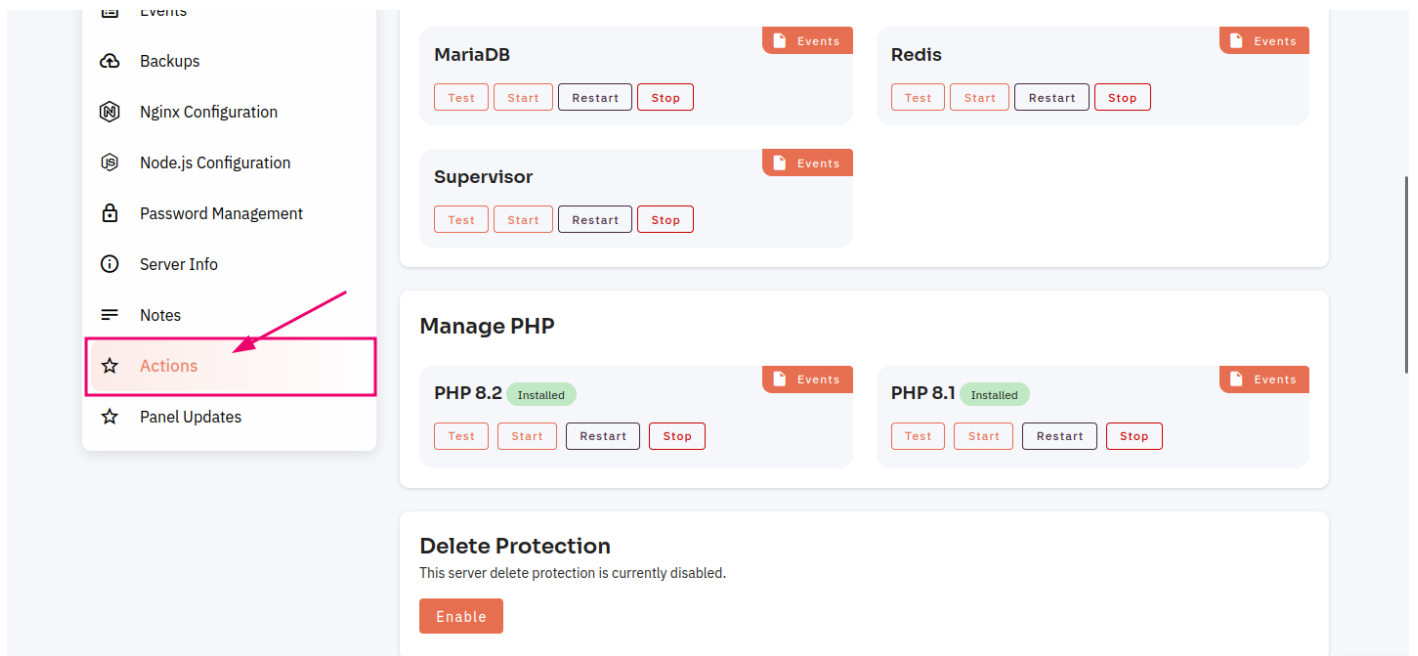 Events
Backups
Nginx Configuration
Node.js Configuration
Password Management
Server Info
Notes
Actions
Panel Updates
MariaDB
Events
Test Start Restart Stop
Redis
Events
Test Start Restart Stop
Supervisor
Events
Test Start Restart Stop
Manage PHP
PHP 8.2 Installed
Events
Test Start Restart Stop
PHP 8.1 Installed
Events
Test Start Restart Stop
Delete Protection
This server delete protection is currently disabled.
Enable